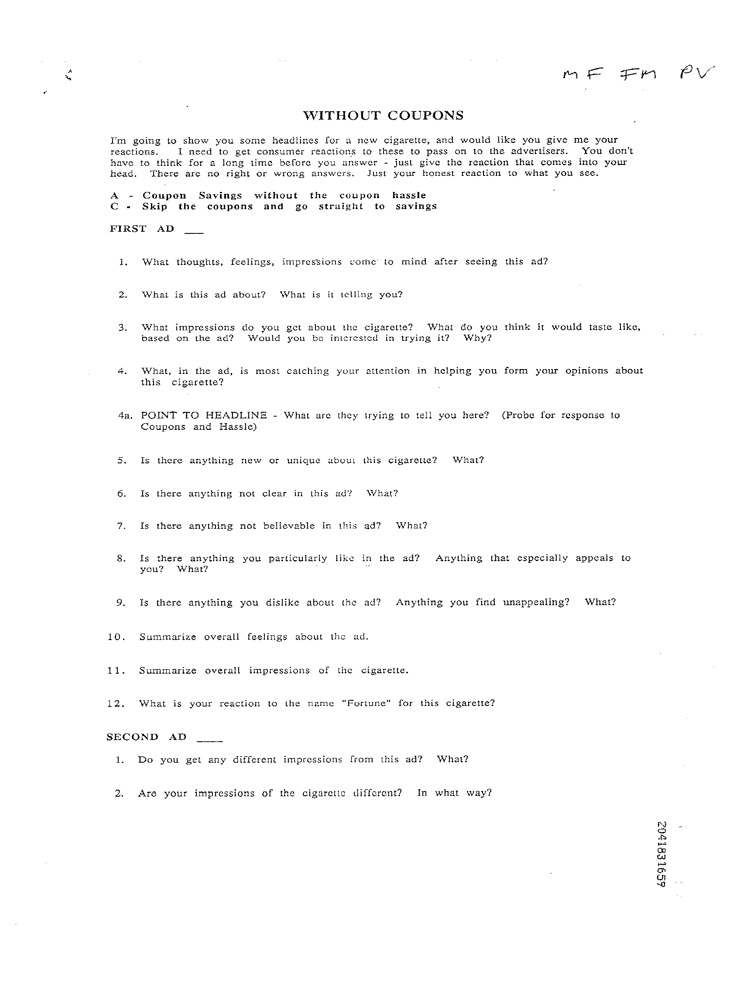 MF FM PV
WITHOUT COUPONS
I'm going to show you some headlines for a new cigarette, and would like you give me your
reactions. I need to get consumer reactions to these to pass on to the advertisers. You don't
have to think for a long time before you answer - just give the reaction that comes into your
head. There are no right or wrong answers. Just your honest reaction to what you see.
A - Coupon Savings without the coupon hassle
C - Skip the coupons and go straight to savings
FIRST AD ___
1. What thoughts, feelings, impressions come to mind after seeing this ad?
2. What is this ad about? What is it telling you?
3. What impressions do you get about the cigarette? What do you think it would taste like,
based on the ad? Would you be interested in trying it? Why?
4. What, in the ad, is most catching your attention in helping you form your opinions about
this cigarette?
4a. POINT TO HEADLINE - What are they trying to tell you here? (Probe for response to
Coupons and Hassle)
5. Is there anything new or unique about this cigarette? What?
6. Is there anything not clear in this ad? What?
7. Is there anything not believable in this ad? What?
8. Is there anything you particularly like in the ad? Anything that especially appeals to
you? What?
9. Is there anything you dislike about the ad? Anything you find unappealing? What?
10. Summarize overall feelings about the ad.
11. Summarize overall impressions of the cigarette.
12. What is your reaction to the name "Fortune" for this cigarette?
SECOND AD ____
1. Do you get any different impressions from this ad? What?
2. Are your impressions of the cigarette different? In what way?
2041831659